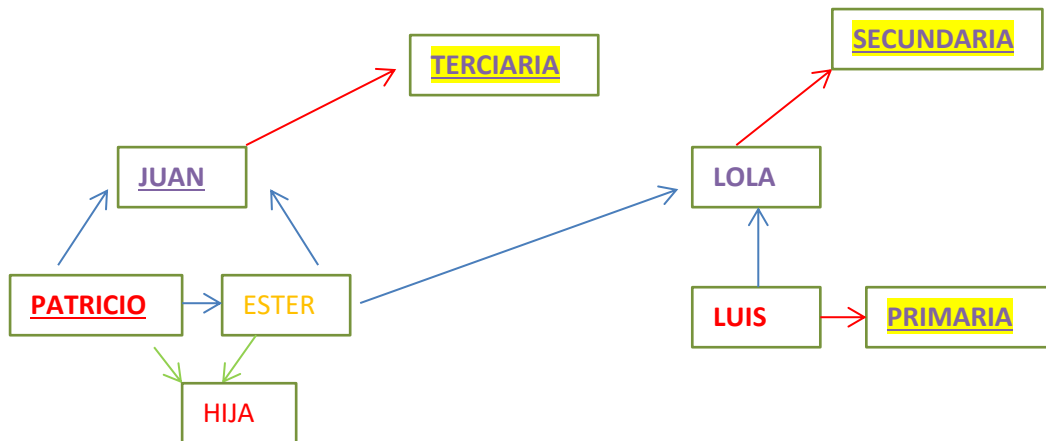 SECUNDARIA
TERCIARIA
JUAN
LOLA
PATRICIO
ESTER
LUIS
PRIMARIA
HIJA